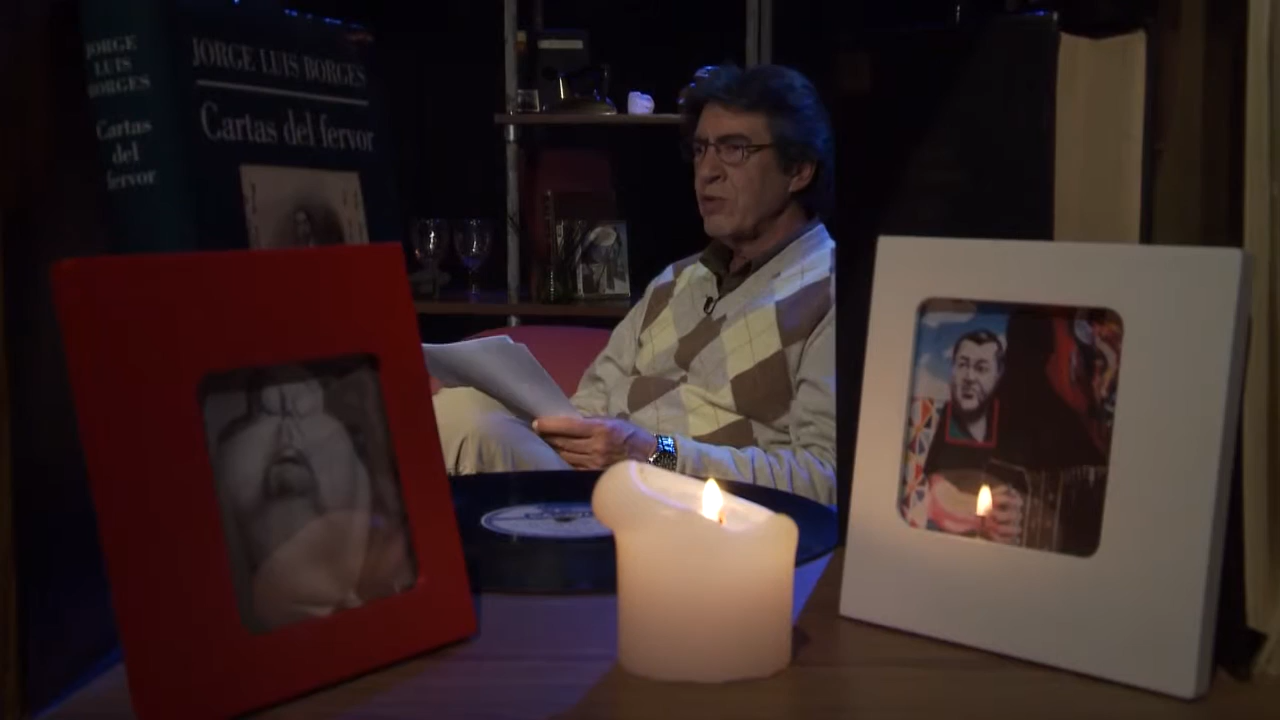 JORGE
LUIS
BORGES
Cartas
del
fervor
JORGE LUIS BORGES
Cartas del fervor